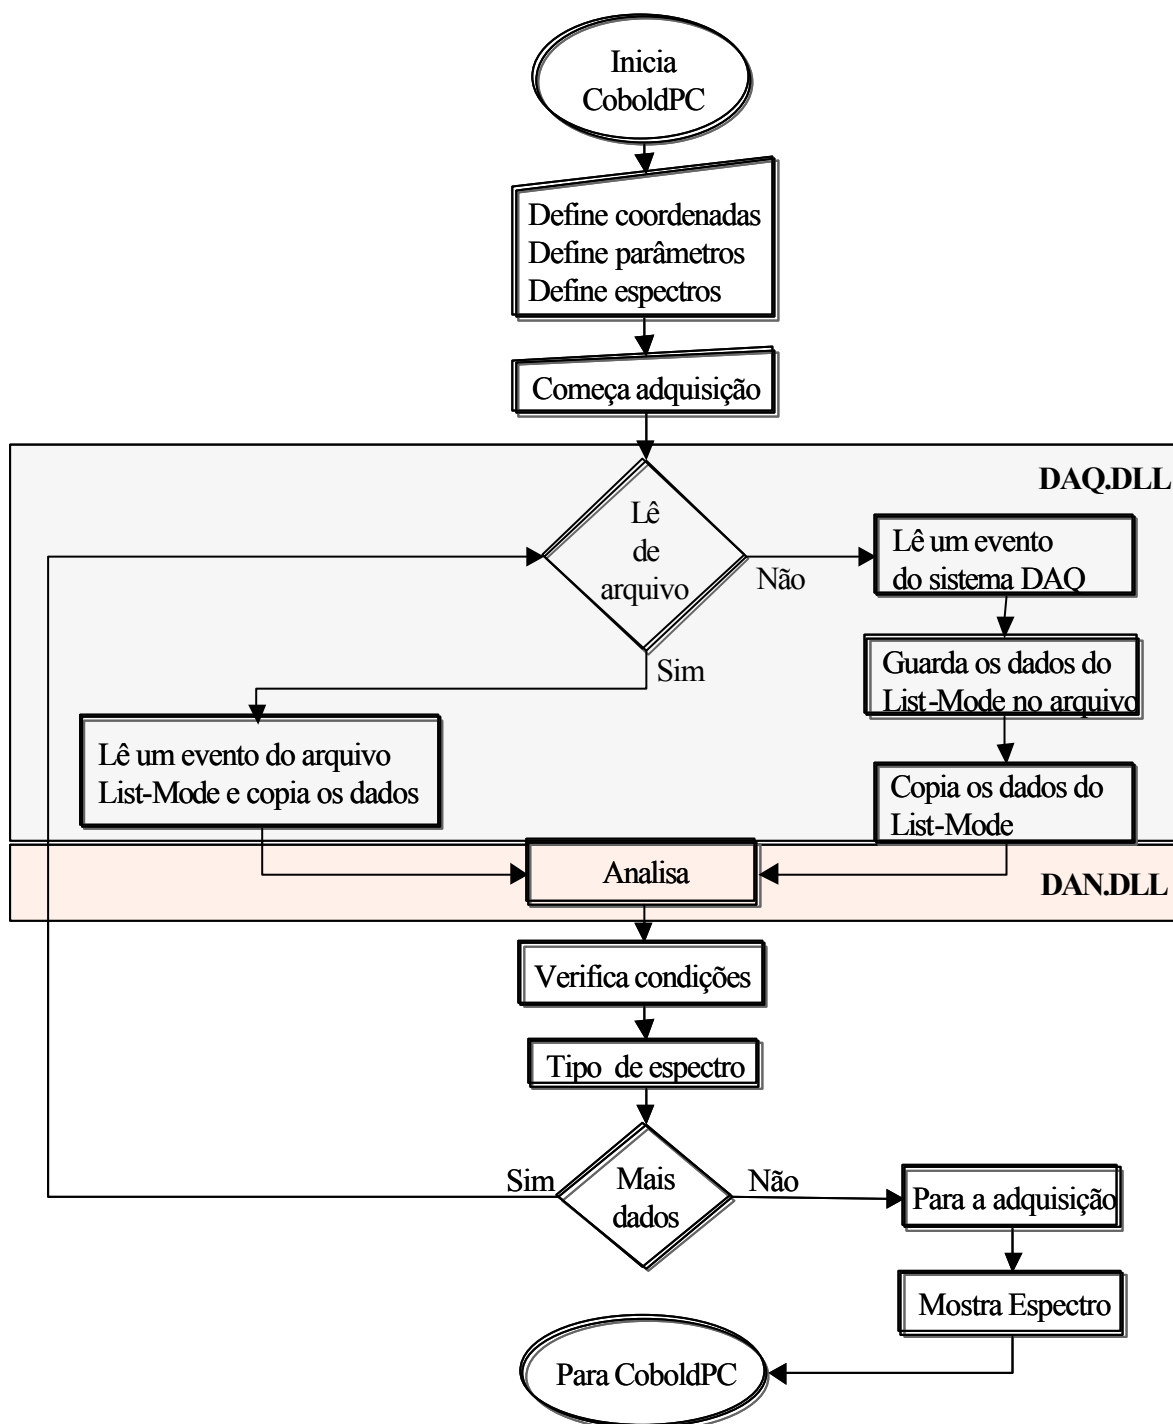 Inicia
CoboldPC
Define coordenadas
Define parâmetros
Define espectros
Começa adquisição
DAQ.DLL
Lê
de
arquivo
Não
Lê um evento
do sistema DAQ
Sim
Guarda os dados do
List-Mode no arquivo
Lê um evento do arquivo
List-Mode e copia os dados
Copia os dados do
List-Mode
Analisa
DAN.DLL
Verifica condições
Tipo de espectro
Sim
Mais
dados
Não
Para a adquisição
Mostra Espectro
Para CoboldPC